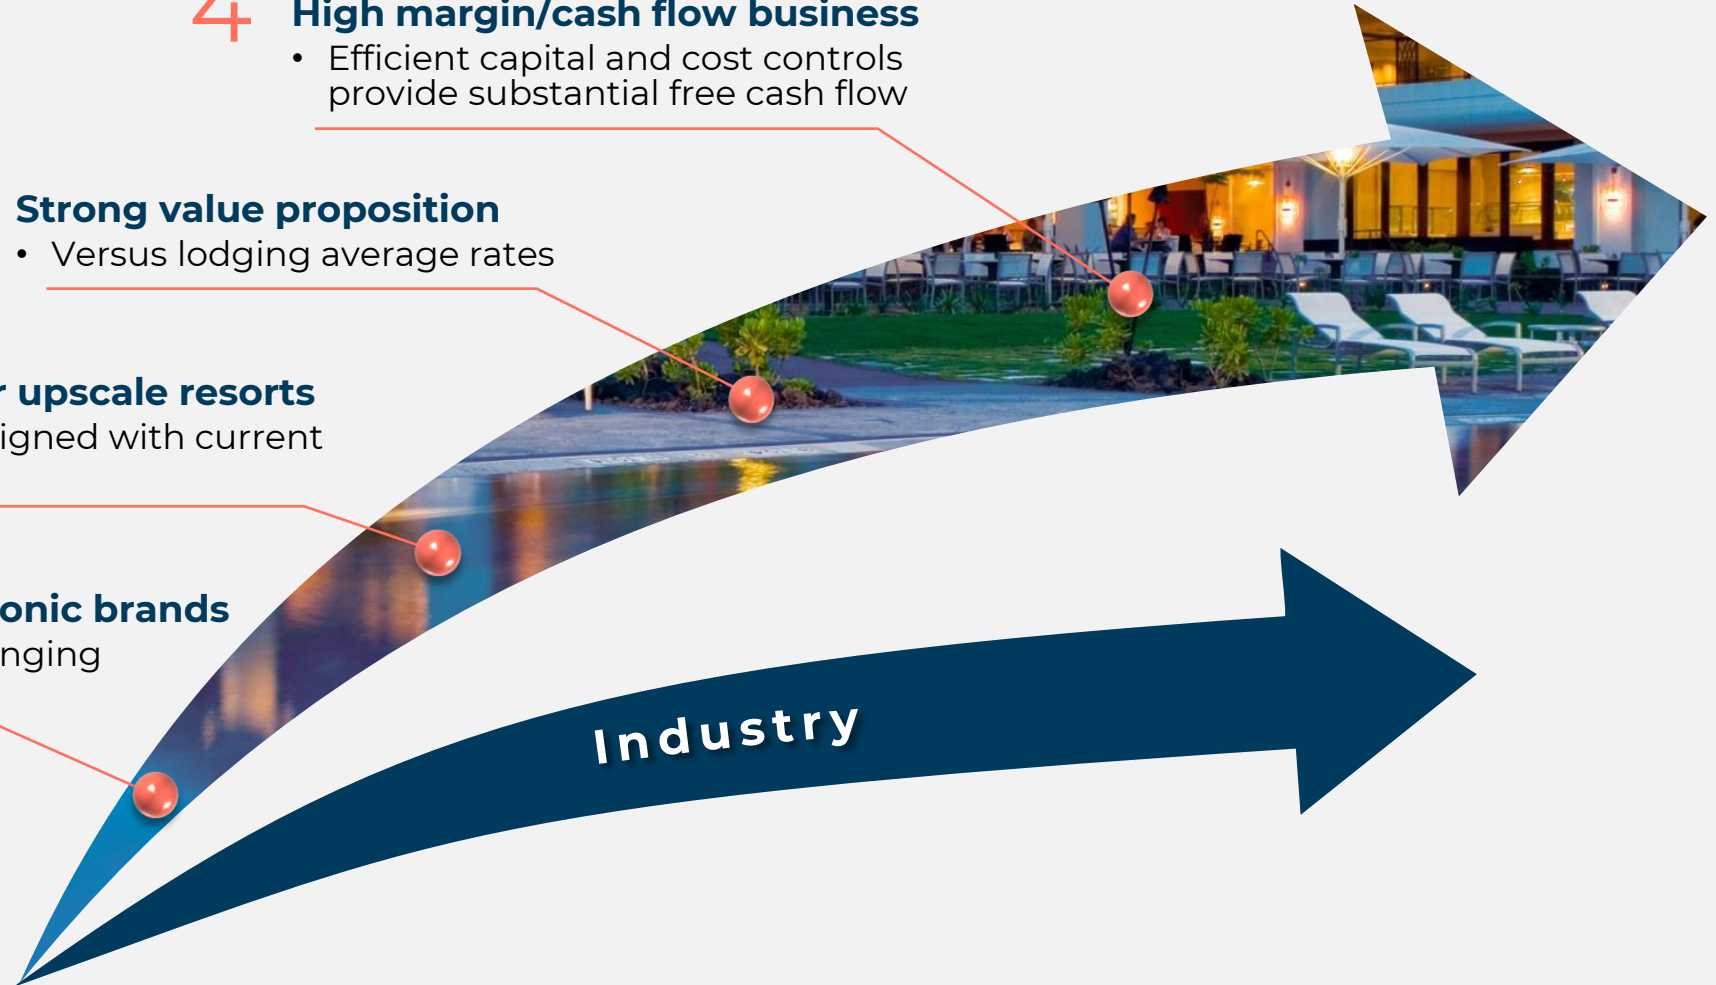 4
High margin/cash flow business
• Efficient capital and cost controls
provide substantial free cash flow
Strong value proposition
• Versus lodging average rates
upscale resorts
igned with current
onic brands
nging
Industry